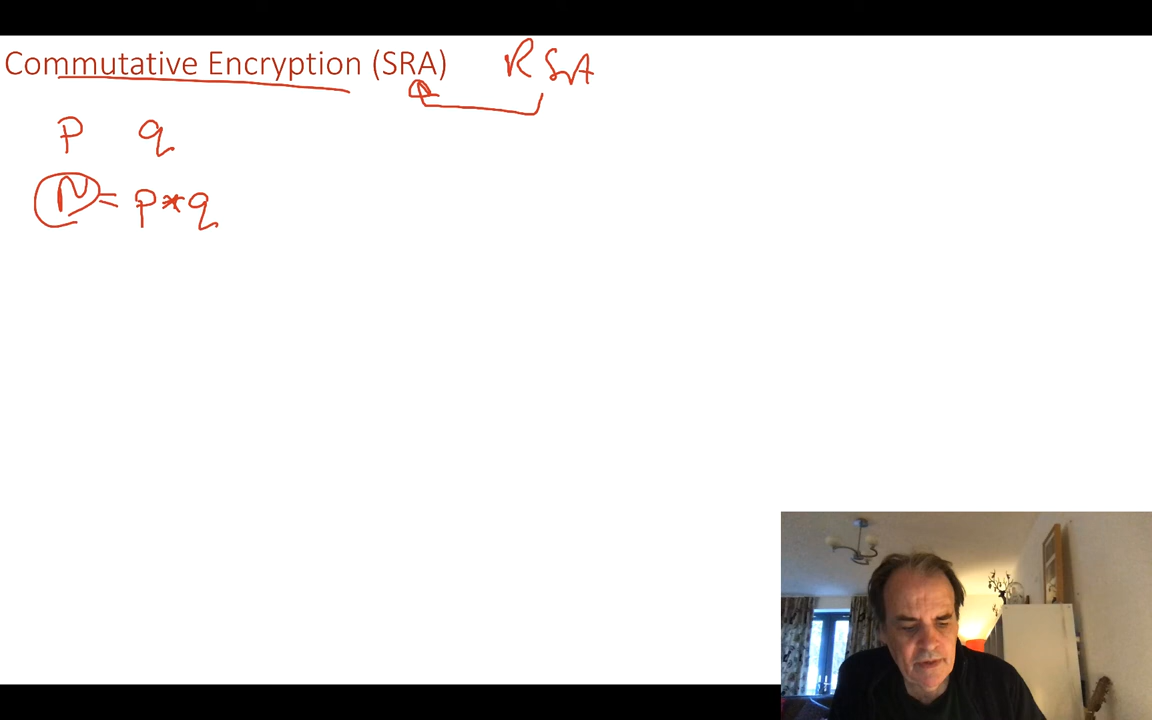 Commutative Encryption (SRA) RSA
p q
N = p*q